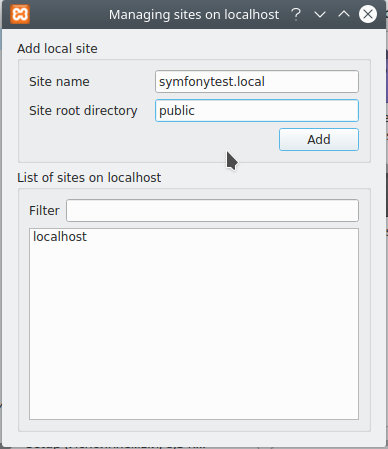 Managing sites on localhost
Add local site
Site name symfonytest.local
Site root directory public
Add
List of sites on localhost
Filter
localhost